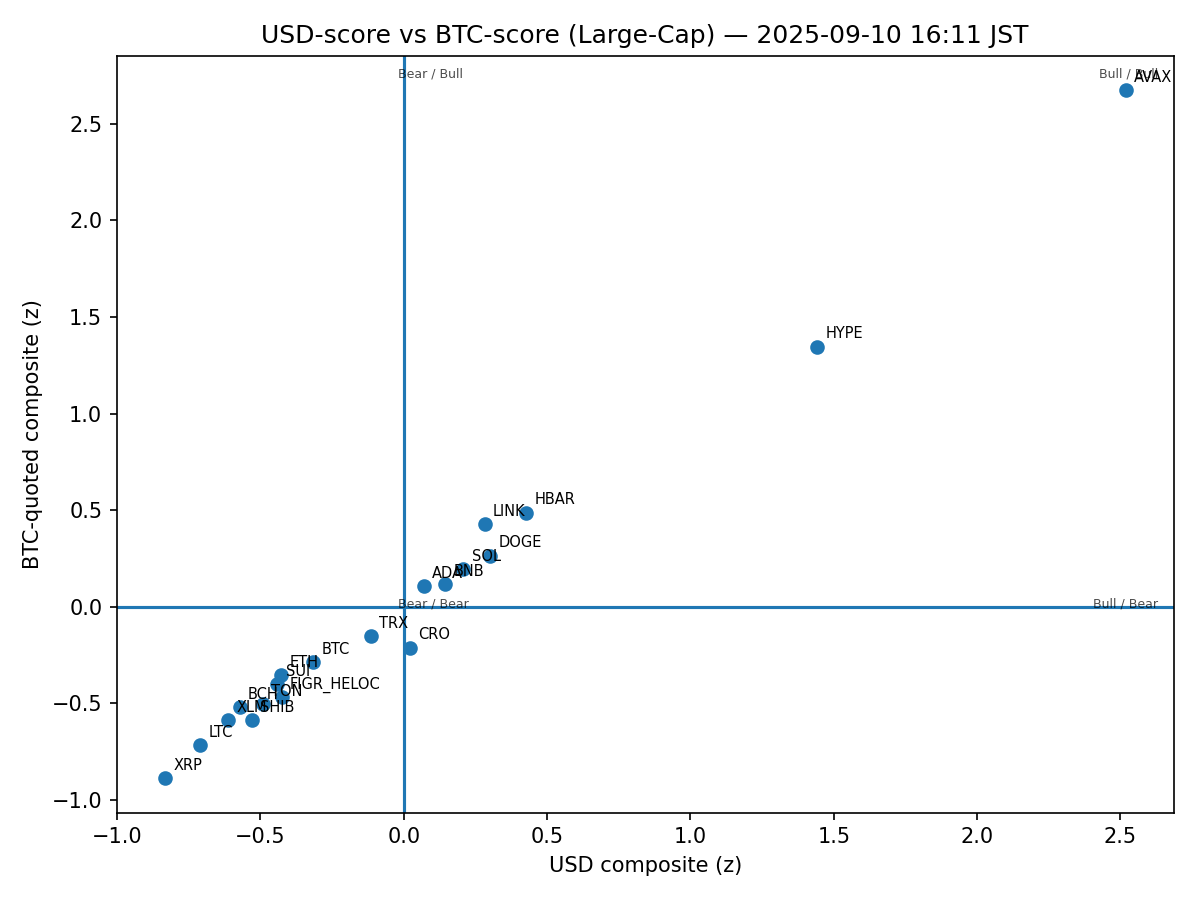 USD-score vs BTC-score (Large-Cap) — 2025-09-10 16:11 JST
Bear / Bull
Bull / Bull
AVAX
HYPE
HBAR
LINK
DOGE
SOL
BNB
ADA
Bear / Bear
Bull / Bear
TRX
CRO
BTC
ETH
SUI
FIGR_HELOC
TON
BCH
SHIB
XLM
LTC
XRP
2.5
2.0
1.5
1.0
0.5
0.0
−0.5
−1.0
BTC-quoted composite (z)
−1.0
−0.5
0.0
0.5
1.0
1.5
2.0
2.5
USD composite (z)